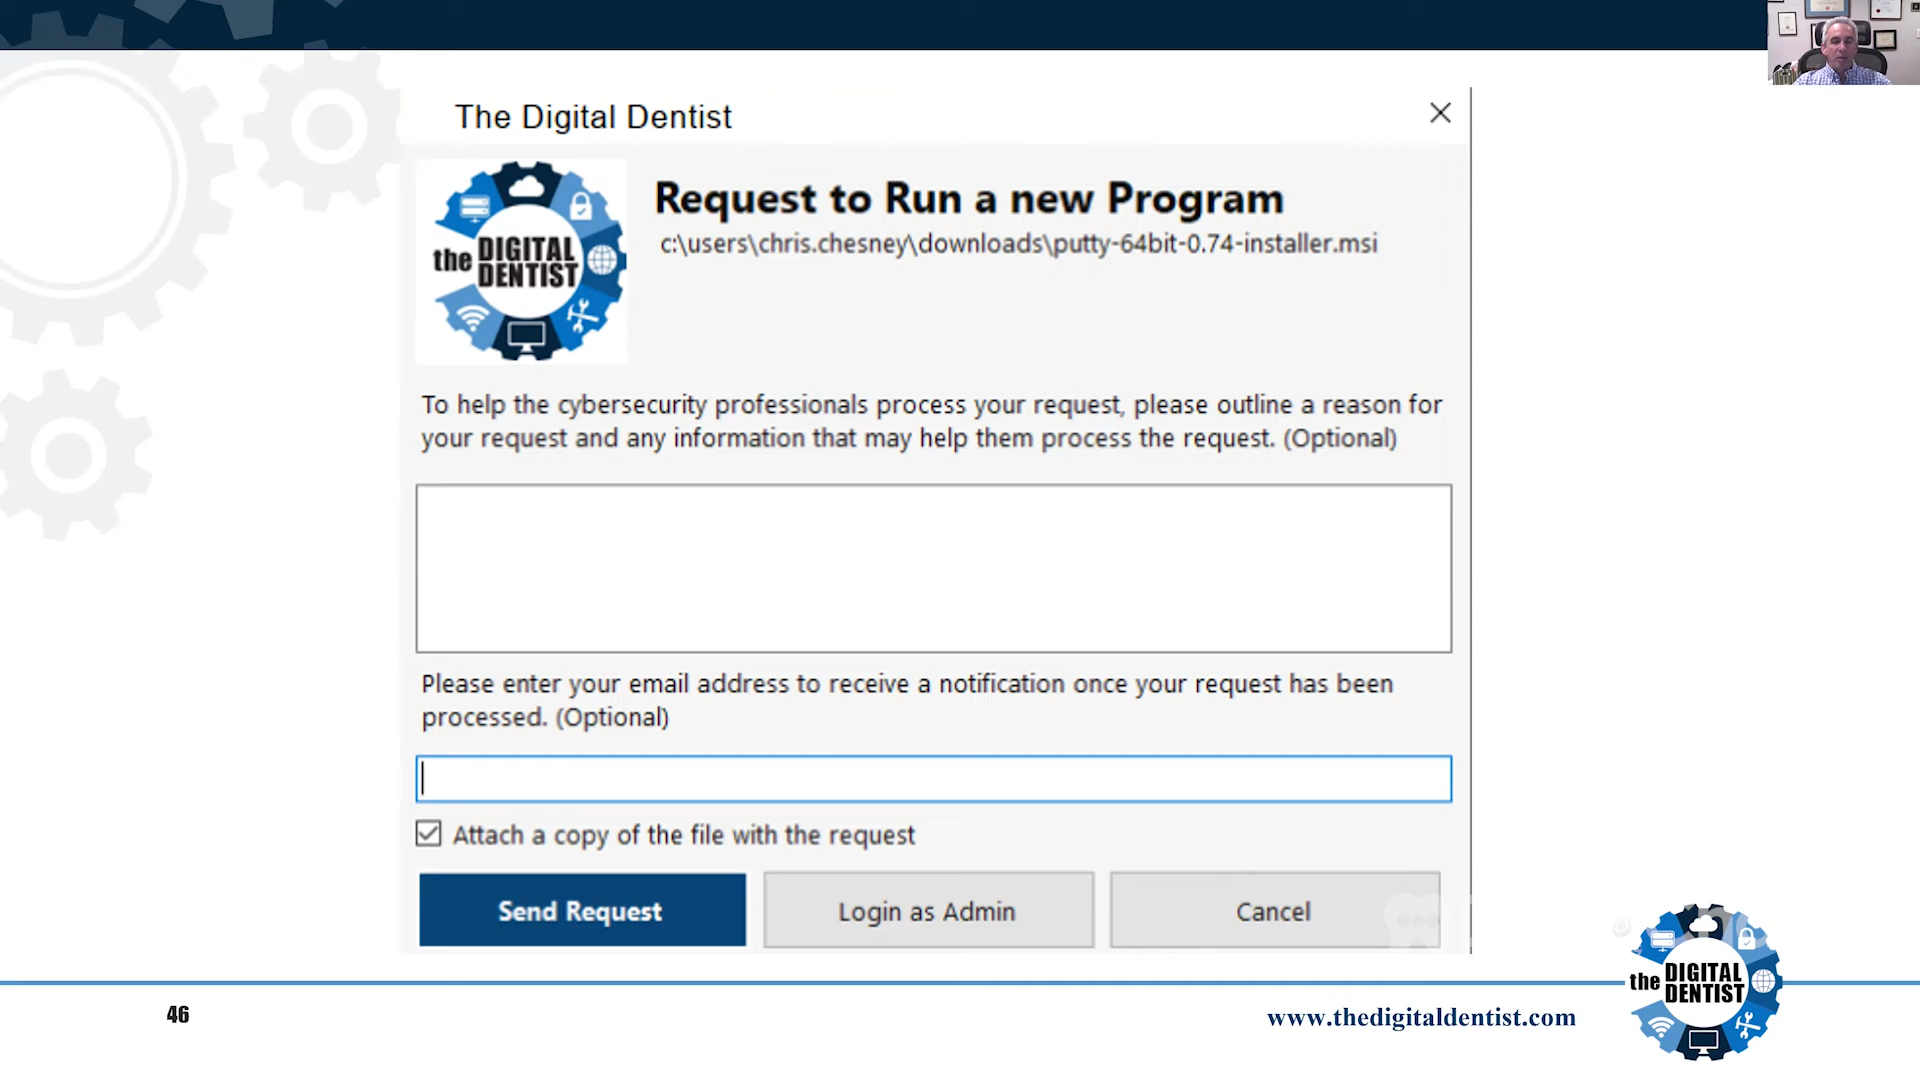 The Digital Dentist
the DIGITAL
DENTIST
Request to Run a new Program
c:\users\chris.chesney\downloads\putty-64bit-0.74-installer.msi
To help the cybersecurity professionals process your request, please outline a reason for
your request and any information that may help them process the request. (Optional)
Please enter your email address to receive a notification once your request has been
processed. (Optional)
Attach a copy of the file with the request
Send Request
Login as Admin
Cancel
46
www.thedigitaldentist.com
the DIGITAL
DENTIST